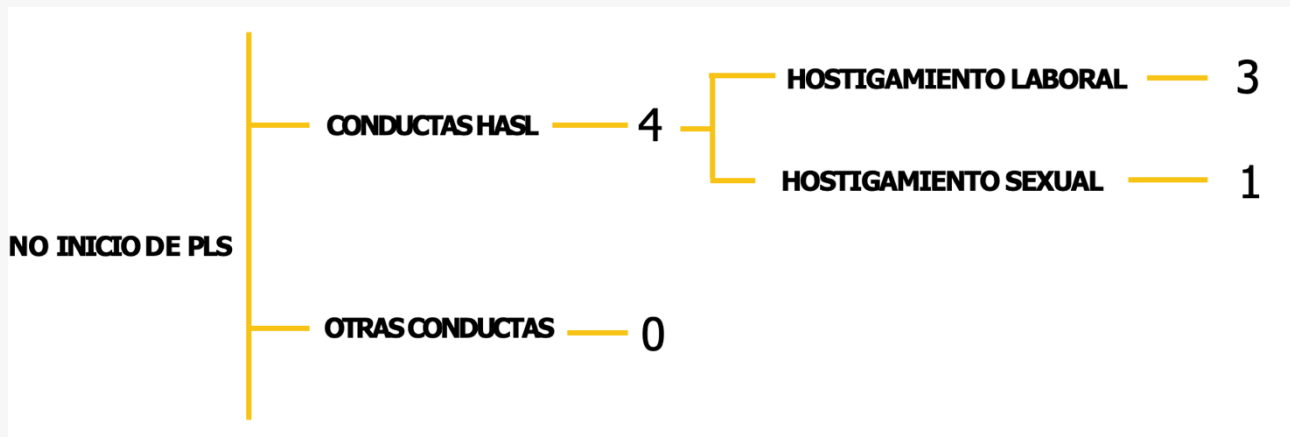 HOSTIGAMIENTO LABORAL 3
CONDUCTAS HASL 4
HOSTIGAMIENTO SEXUAL 1
NO INICIO DE PLS
OTRAS CONDUCTAS 0